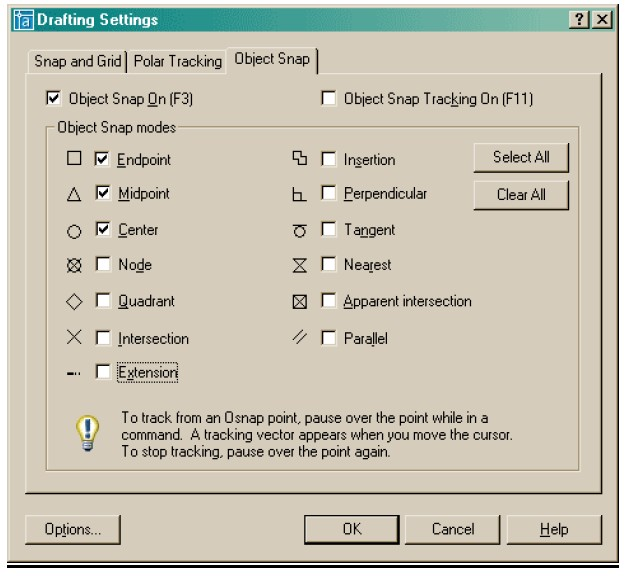 Drafting Settings
Snap and Grid Polar Tracking Object Snap
Object Snap On (F3) Object Snap Tracking On (F11)
Object Snap modes
Endpoint Insertion Select All
Midpoint Perpendicular Clear All
Center Tangent
Node Nearest
Quadrant Apparent intersection
Intersection Parallel
Extension
To track from an Osnap point, pause over the point while in a
command. A tracking vector appears when you move the cursor.
To stop tracking, pause over the point again.
Options... OK Cancel Help